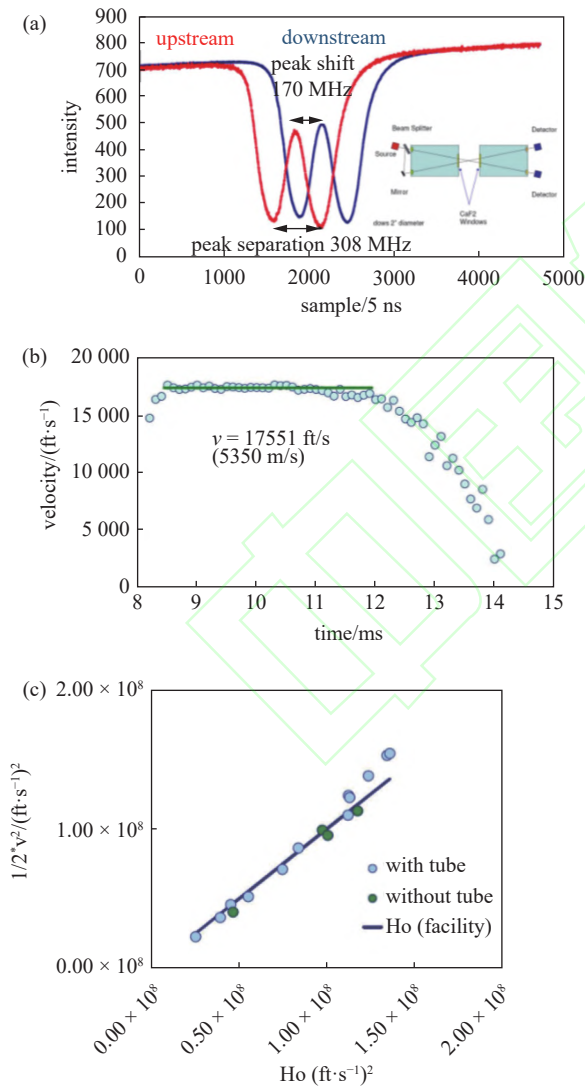 (a)
900
800
700
600
500
400
300
200
100
0
intensity
upstream
downstream
peak shift
170 MHz
Beam Splitter
Source
Mirror
Detector
Detector
CaF2
Windows
dows 2" diameter
peak separation 308 MHz
0 1000 2000 3000 4000 5000
sample/5 ns
(b)
20 000
15 000
10 000
5 000
0
velocity/(ft·s⁻¹)
v = 17551 ft/s
(5350 m/s)
8 9 10 11 12 13 14 15
time/ms
(c)
2.00 × 10⁸
1.00 × 10⁸
0.00 × 10⁸
1/2*v²/(ft·s⁻¹)²
with tube
without tube
Ho (facility)
0.00 × 10⁸ 0.50 × 10⁸ 1.00 × 10⁸ 1.50 × 10⁸ 2.00 × 10⁸
Ho (ft·s⁻¹)²